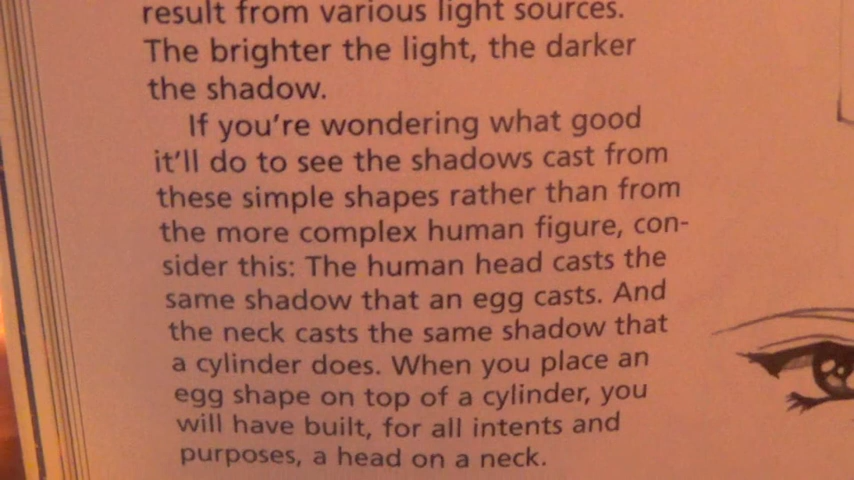 result from various light sources.
The brighter the light, the darker
the shadow.
If you're wondering what good
it'll do to see the shadows cast from
these simple shapes rather than from
the more complex human figure, con-
sider this: The human head casts the
same shadow that an egg casts. And
the neck casts the same shadow that
a cylinder does. When you place an
egg shape on top of a cylinder, you
will have built, for all intents and
purposes, a head on a neck.